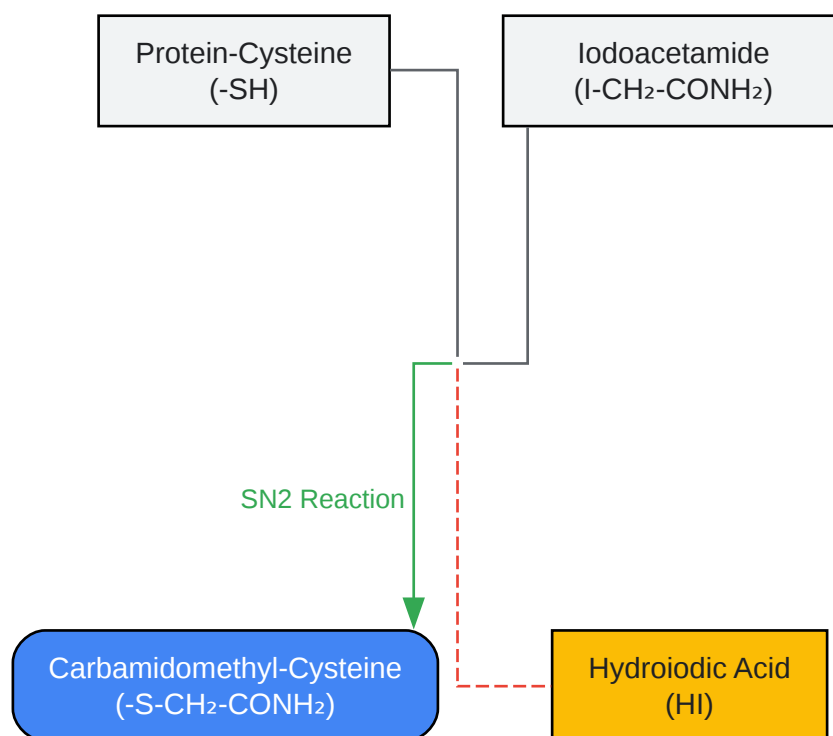 Protein-Cysteine
(-SH)
Iodoacetamide
(I-CH₂-CONH₂)
SN2 Reaction
Carbamidomethyl-Cysteine
(-S-CH₂-CONH₂)
Hydroiodic Acid
(HI)